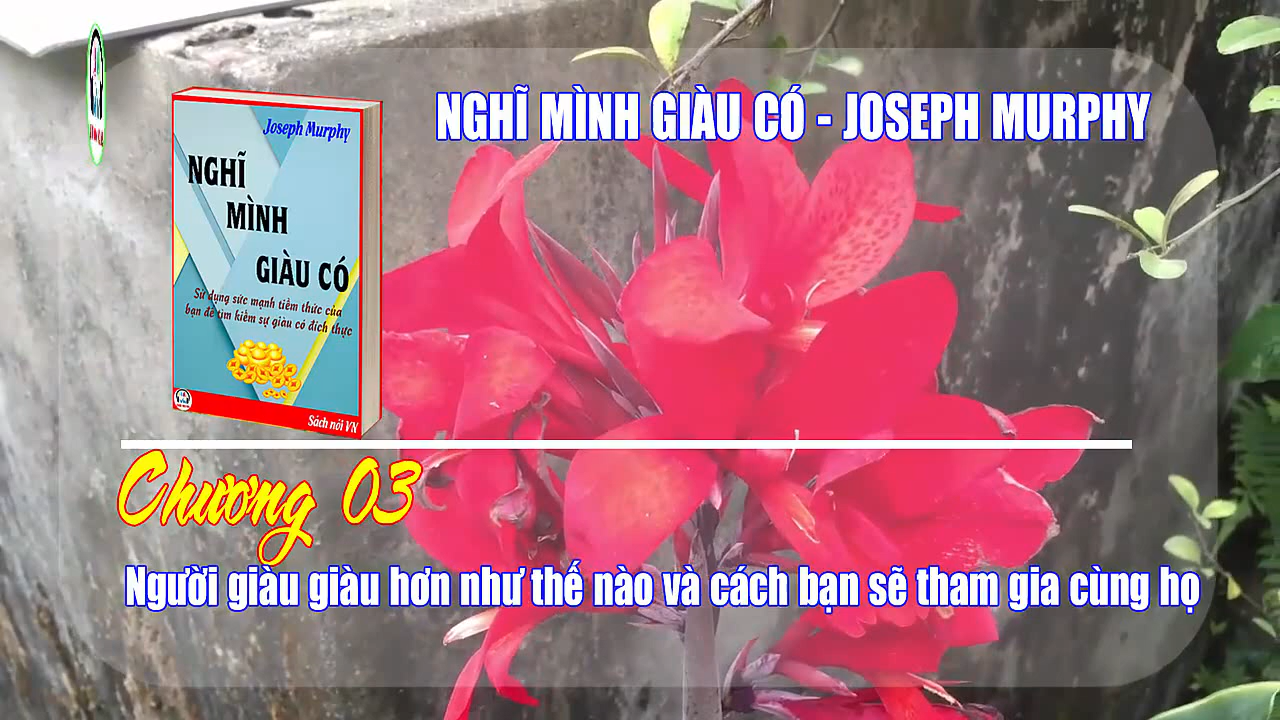 NGHĨ MÌNH GIÀU CÓ - JOSEPH MURPHY
Joseph Murphy
NGHĨ
MÌNH
GIÀU CÓ
Sử dụng sức mạnh tiềm thức của
bạn để tìm kiếm sự giàu có đích thực
Sách nói VN
Chương 03
Người giàu giàu hơn như thế nào và cách bạn sẽ tham gia cùng họ